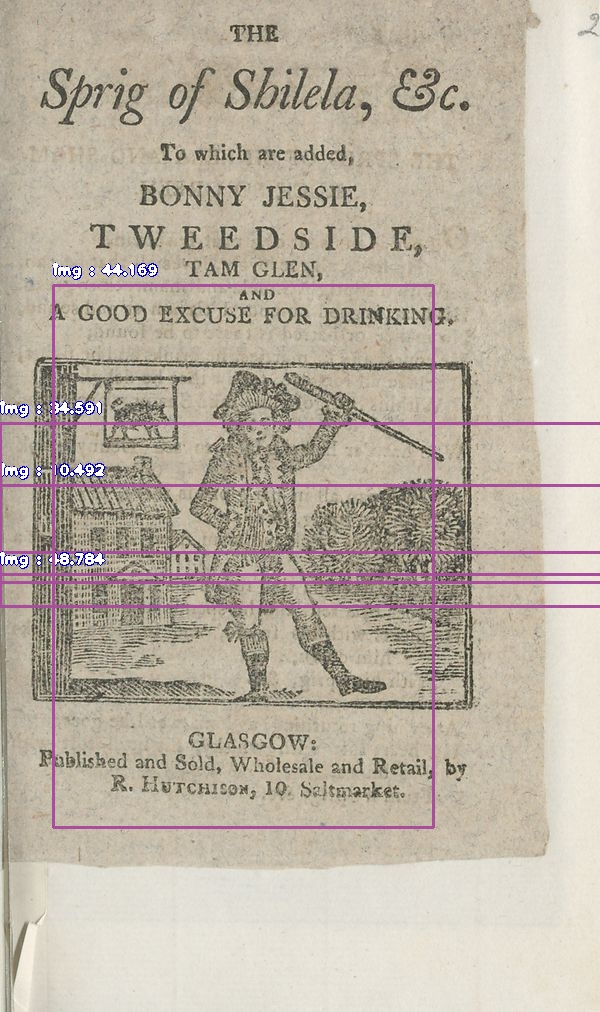 2
THE
Sprig of Shilela, &c.
To which are added,
BONNY JESSIE,
TWEEDSIDE,
Img : 44.169
TAM GLEN,
AND
A GOOD EXCUSE FOR DRINKING.
Img : 34.591
Img : 10.492
Img : 48.784
GLASGOW:
Published and Sold, Wholesale and Retail, by
R. HUTCHISON, 10 Saltmarket.